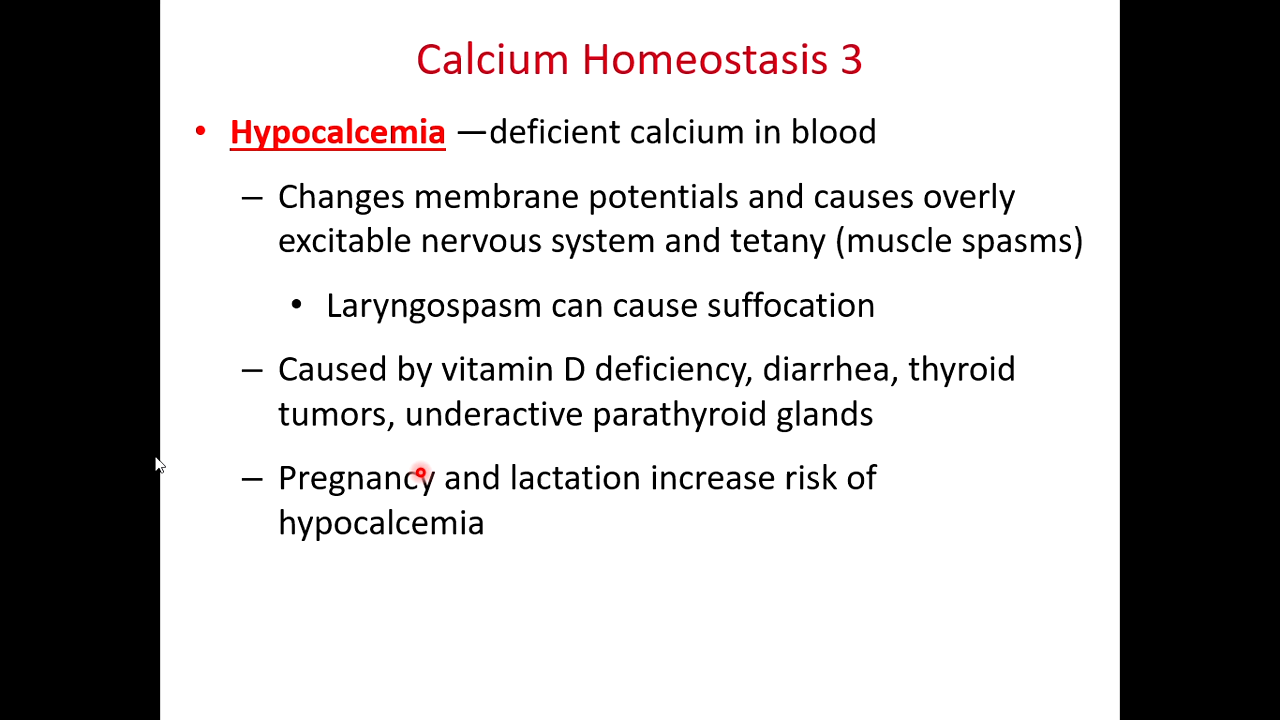 Calcium Homeostasis 3
• Hypocalcemia —deficient calcium in blood
– Changes membrane potentials and causes overly
excitable nervous system and tetany (muscle spasms)
• Laryngospasm can cause suffocation
– Caused by vitamin D deficiency, diarrhea, thyroid
tumors, underactive parathyroid glands
– Pregnancy and lactation increase risk of
hypocalcemia